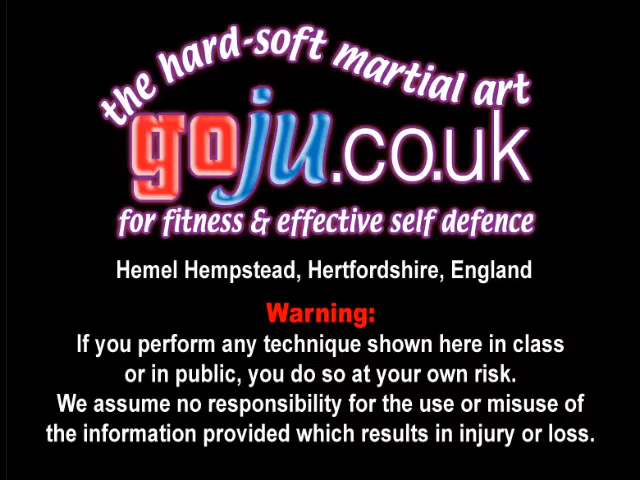 the hard-soft martial art
goju.co.uk
for fitness & effective self defence
Hemel Hempstead, Hertfordshire, England
Warning:
If you perform any technique shown here in class
or in public, you do so at your own risk.
We assume no responsibility for the use or misuse of
the information provided which results in injury or loss.